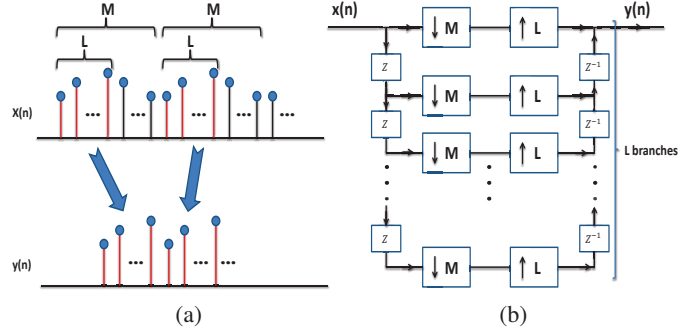 M M
L L
X(n)
... ... ... ...
y(n)
... ...
(a)
x(n) y(n)
↓ M ↑ L
Z Z⁻¹
↓ M ↑ L
Z Z⁻¹
↓ M ↑ L
L branches
Z Z⁻¹
↓ M ↑ L
(b)